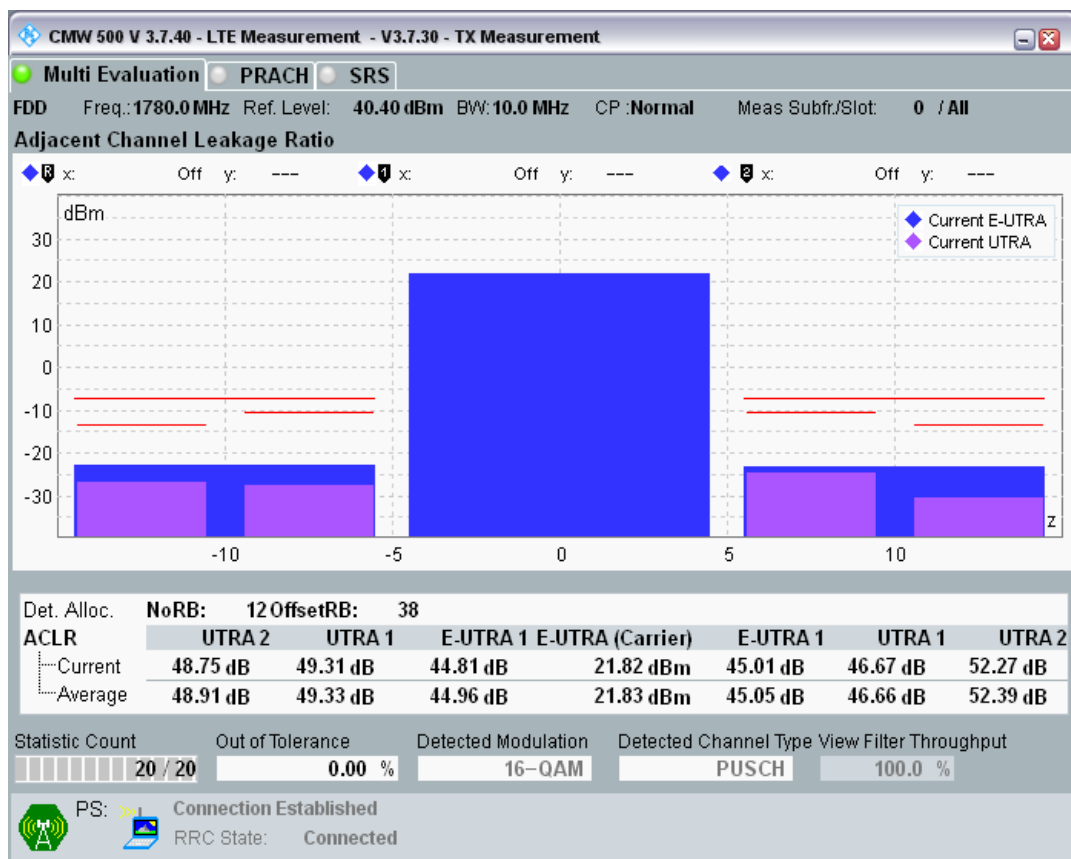 CMW 500 V 3.7.40 - LTE Measurement - V3.7.30 - TX Measurement
Multi Evaluation PRACH SRS
FDD Freq.: 1780.0 MHz Ref. Level: 40.40 dBm BW: 10.0 MHz CP :Normal Meas Subfr./Slot: 0 / All
Adjacent Channel Leakage Ratio
R x: Off y: --- 1 x: Off y: --- 2 x: Off y: ---
dBm
Current E-UTRA
Current UTRA
30
20
10
0
-10
-20
-30
z
-10 -5 0 5 10
Det. Alloc. NoRB: 12 OffsetRB: 38
ACLR UTRA 2 UTRA 1 E-UTRA 1 E-UTRA (Carrier) E-UTRA 1 UTRA 1 UTRA 2
Current 48.75 dB 49.31 dB 44.81 dB 21.82 dBm 45.01 dB 46.67 dB 52.27 dB
Average 48.91 dB 49.33 dB 44.96 dB 21.83 dBm 45.05 dB 46.66 dB 52.39 dB
Statistic Count Out of Tolerance Detected Modulation Detected Channel Type View Filter Throughput
20 / 20 0.00 % 16-QAM PUSCH 100.0 %
PS: Connection Established
RRC State: Connected